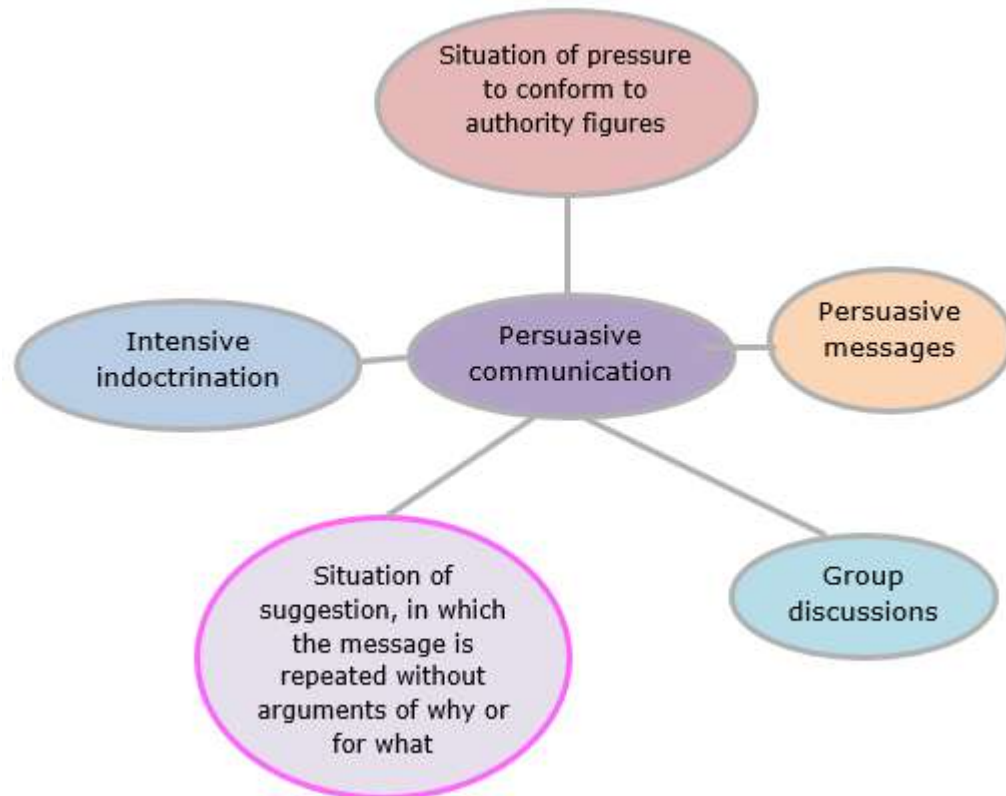 Situation of pressure
to conform to
authority figures
Persuasive
messages
Intensive
indoctrination
Persuasive
communication
Situation of
suggestion, in which
the message is
repeated without
arguments of why or
for what
Group
discussions